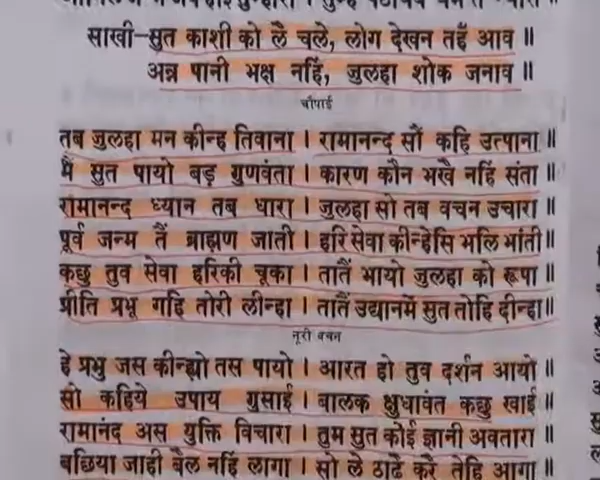 साखी—सुत काशी को लै चले, लोग देखन तहँ आव ॥
अन्न पानी भक्ष नहिं, जुलहा शोक जनाव ॥
चौपाई
तब जुलहा मन कीन्ह तिवाना । रामानन्द सों कहि उत्पाना ॥
मैं सुत पायो बड़ गुणवंता । कारण कौन भखै नहिं संता ॥
रामानन्द ध्यान तब धारा । जुलहा सो तब वचन उचारा ॥
पूर्व जन्म तैं ब्राह्मण जाती । हरि सेवा कीन्हेसि भलि भांती ॥
कछु तुव सेवा हरिकी चूका । तातैं भायो जुलहा को रूपा ॥
प्रीति प्रभू गहि तोरी लीन्हा । तातैं उद्यानमें सुत तोहि दीन्हा ॥
नूरी वचन
हे प्रभु जस कीन्ह्यो तस पायो । आरत हो तुव दर्शन आयो ॥
सो कहिये उपाय गुसाई । बालक क्षुधावंत कछु खाई ॥
रामानंद अस युक्ति विचारा । तुम सुत कोई ज्ञानी अवतारा ॥
बछिया जाही बैल नहिं लागा । सो ले ठाढै करै तेहि आगा ॥